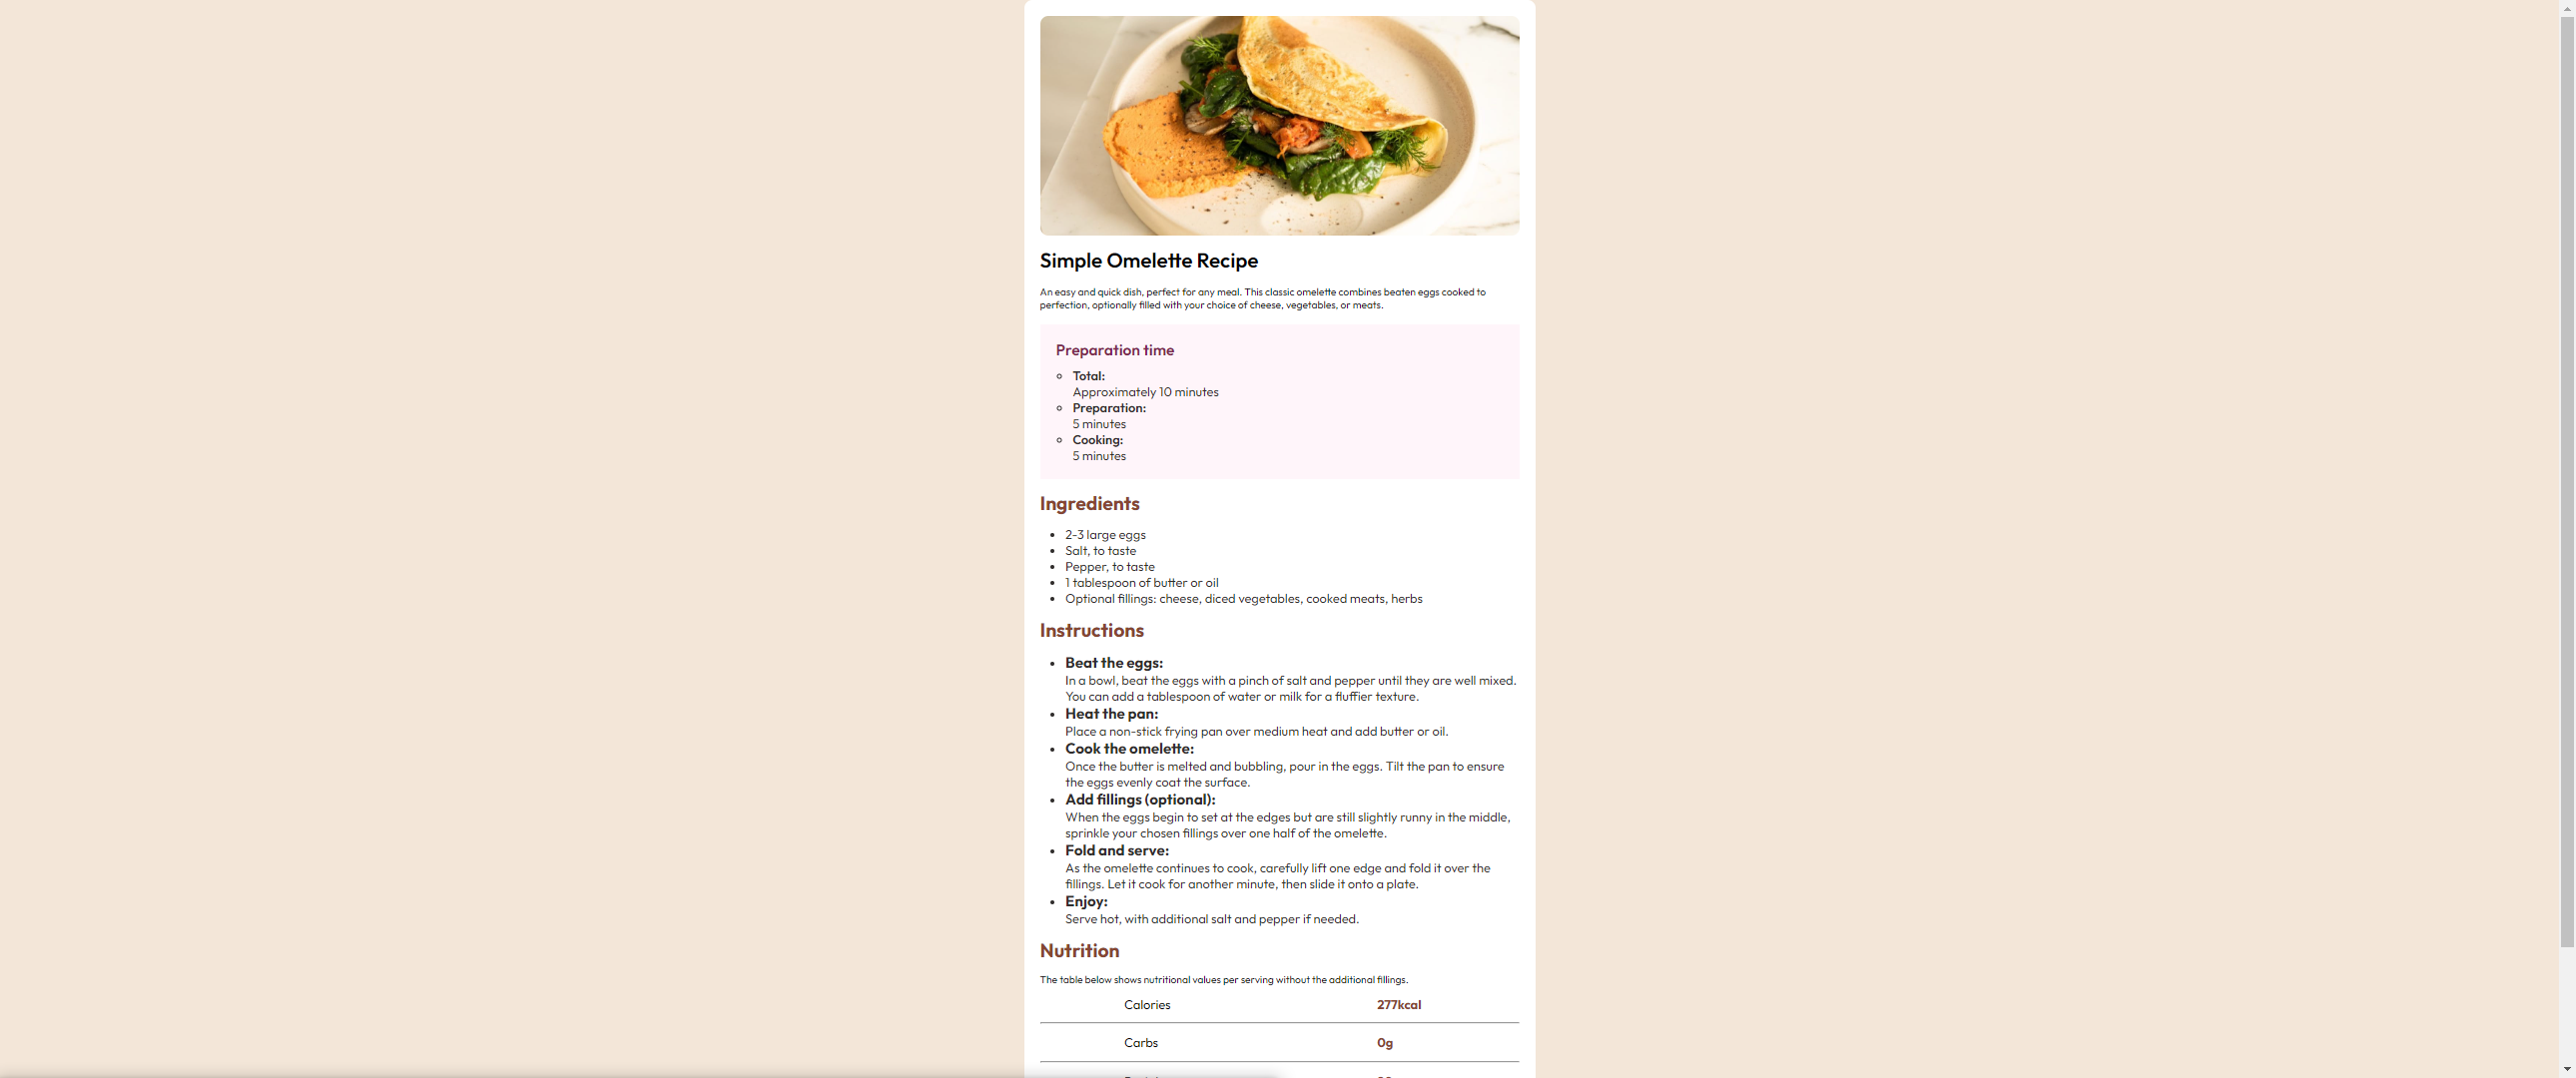 Simple Omelette Recipe
An easy and quick dish, perfect for any meal. This classic omelette combines beaten eggs cooked to
perfection, optionally filled with your choice of cheese, vegetables, or meats.
Preparation time
Total:
Approximately 10 minutes
Preparation:
5 minutes
Cooking:
5 minutes
Ingredients
2-3 large eggs
Salt, to taste
Pepper, to taste
1 tablespoon of butter or oil
Optional fillings: cheese, diced vegetables, cooked meats, herbs
Instructions
Beat the eggs:
In a bowl, beat the eggs with a pinch of salt and pepper until they are well mixed.
You can add a tablespoon of water or milk for a fluffier texture.
Heat the pan:
Place a non-stick frying pan over medium heat and add butter or oil.
Cook the omelette:
Once the butter is melted and bubbling, pour in the eggs. Tilt the pan to ensure
the eggs evenly coat the surface.
Add fillings (optional):
When the eggs begin to set at the edges but are still slightly runny in the middle,
sprinkle your chosen fillings over one half of the omelette.
Fold and serve:
As the omelette continues to cook, carefully lift one edge and fold it over the
fillings. Let it cook for another minute, then slide it onto a plate.
Enjoy:
Serve hot, with additional salt and pepper if needed.
Nutrition
The table below shows nutritional values per serving without the additional fillings.
Calories 277kcal
Carbs 0g